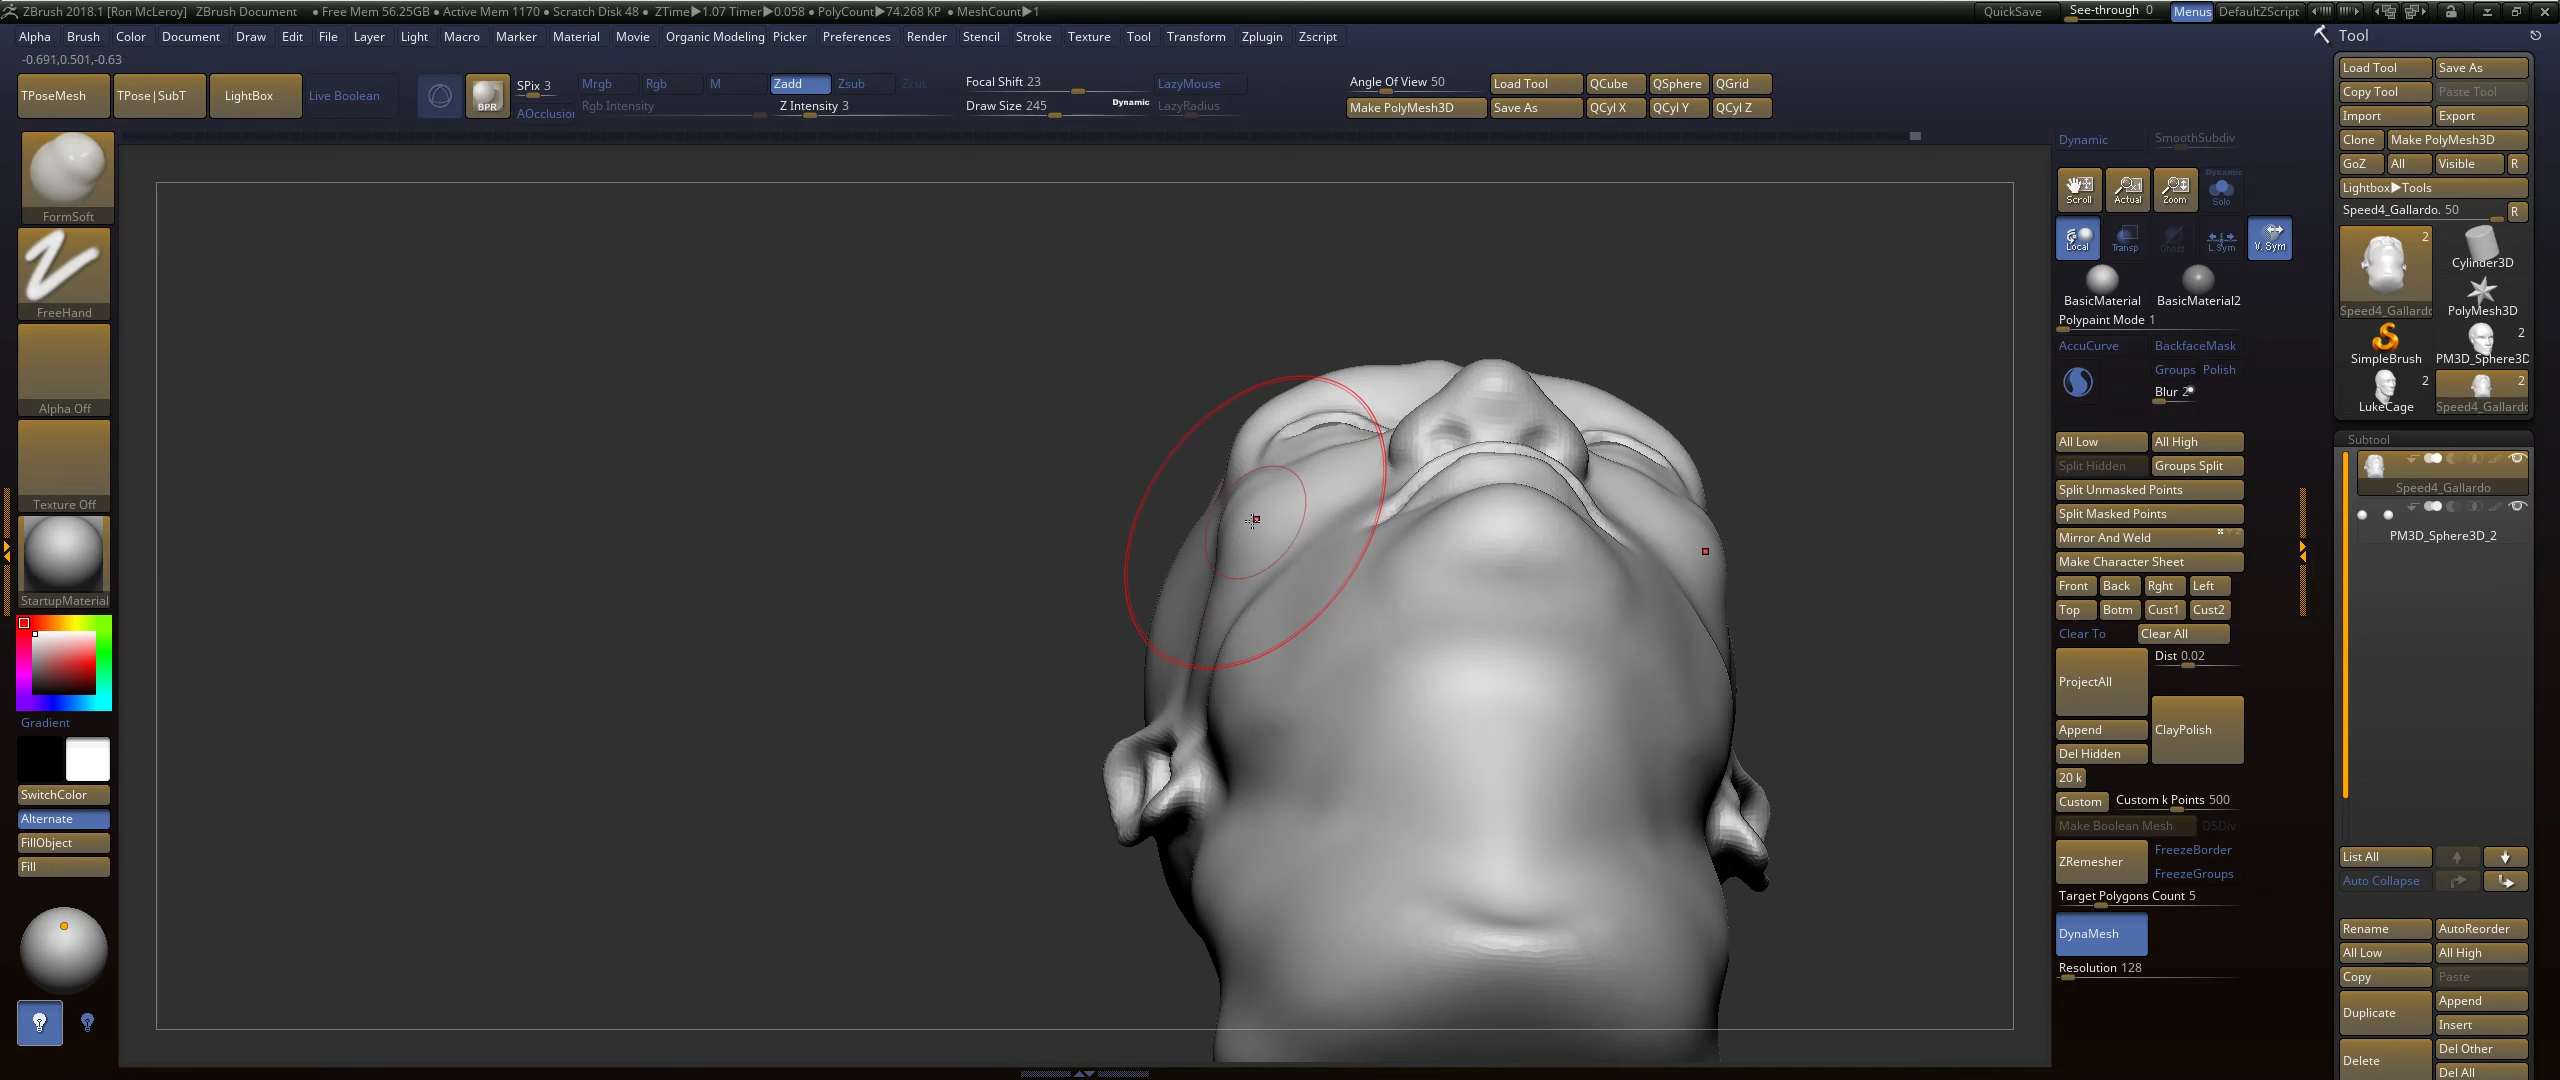 ZBrush 2018.1 [Ron McLeroy]   ZBrush Document   ● Free Mem 56.25GB ● Active Mem 1170 ● Scratch Disk 48 ●  ZTime▶1.07 Timer▶0.058  ● PolyCount▶74.268 KP  ● MeshCount▶1   QuickSave   See-through 0   Menus   DefaultZScript
Alpha Brush Color Document Draw Edit File Layer Light Macro Marker Material Movie Organic Modeling Picker Preferences Render Stencil Stroke Texture Tool Transform Zplugin Zscript
-0.691,0.501,-0.63
TPoseMesh TPose|SubT LightBox Live Boolean
BPR
SPix 3
AOcclusion
Mrgb Rgb M Zadd Zsub Zcut
Rgb Intensity Z Intensity 3
Focal Shift 23
Draw Size 245 Dynamic
LazyMouse
LazyRadius
Angle Of View 50
Make PolyMesh3D
Load Tool QCube QSphere QGrid
Save As QCyl X QCyl Y QCyl Z
FormSoft
FreeHand
Alpha Off
Texture Off
StartupMaterial
Gradient
SwitchColor
Alternate
FillObject
Fill
Dynamic SmoothSubdiv
Scroll Actual Zoom Dynamic Solo
Local Transp Ghost L.Sym V.Sym
BasicMaterial BasicMaterial2
Polypaint Mode 1
AccuCurve BackfaceMask
Groups Polish
Blur 2
All Low All High
Split Hidden Groups Split
Split Unmasked Points
Split Masked Points
Mirror And Weld
Make Character Sheet
Front Back Rght Left
Top Botm Cust1 Cust2
Clear To Clear All
ProjectAll Dist 0.02
Append ClayPolish
Del Hidden
20 k
Custom Custom k Points 500
Make Boolean Mesh DSDiv
ZRemesher FreezeBorder
FreezeGroups
Target Polygons Count 5
DynaMesh
Resolution 128
Tool
Load Tool Save As
Copy Tool Paste Tool
Import Export
Clone Make PolyMesh3D
GoZ All Visible R
Lightbox▶Tools
Speed4_Gallardo. 50 R
2
Cylinder3D
Speed4_Gallardo PolyMesh3D
2
SimpleBrush PM3D_Sphere3D
2 2
LukeCage Speed4_Gallardo
Subtool
Speed4_Gallardo
PM3D_Sphere3D_2
List All
Auto Collapse
Rename AutoReorder
All Low All High
Copy Paste
Duplicate Append
Insert
Delete Del Other
Del All